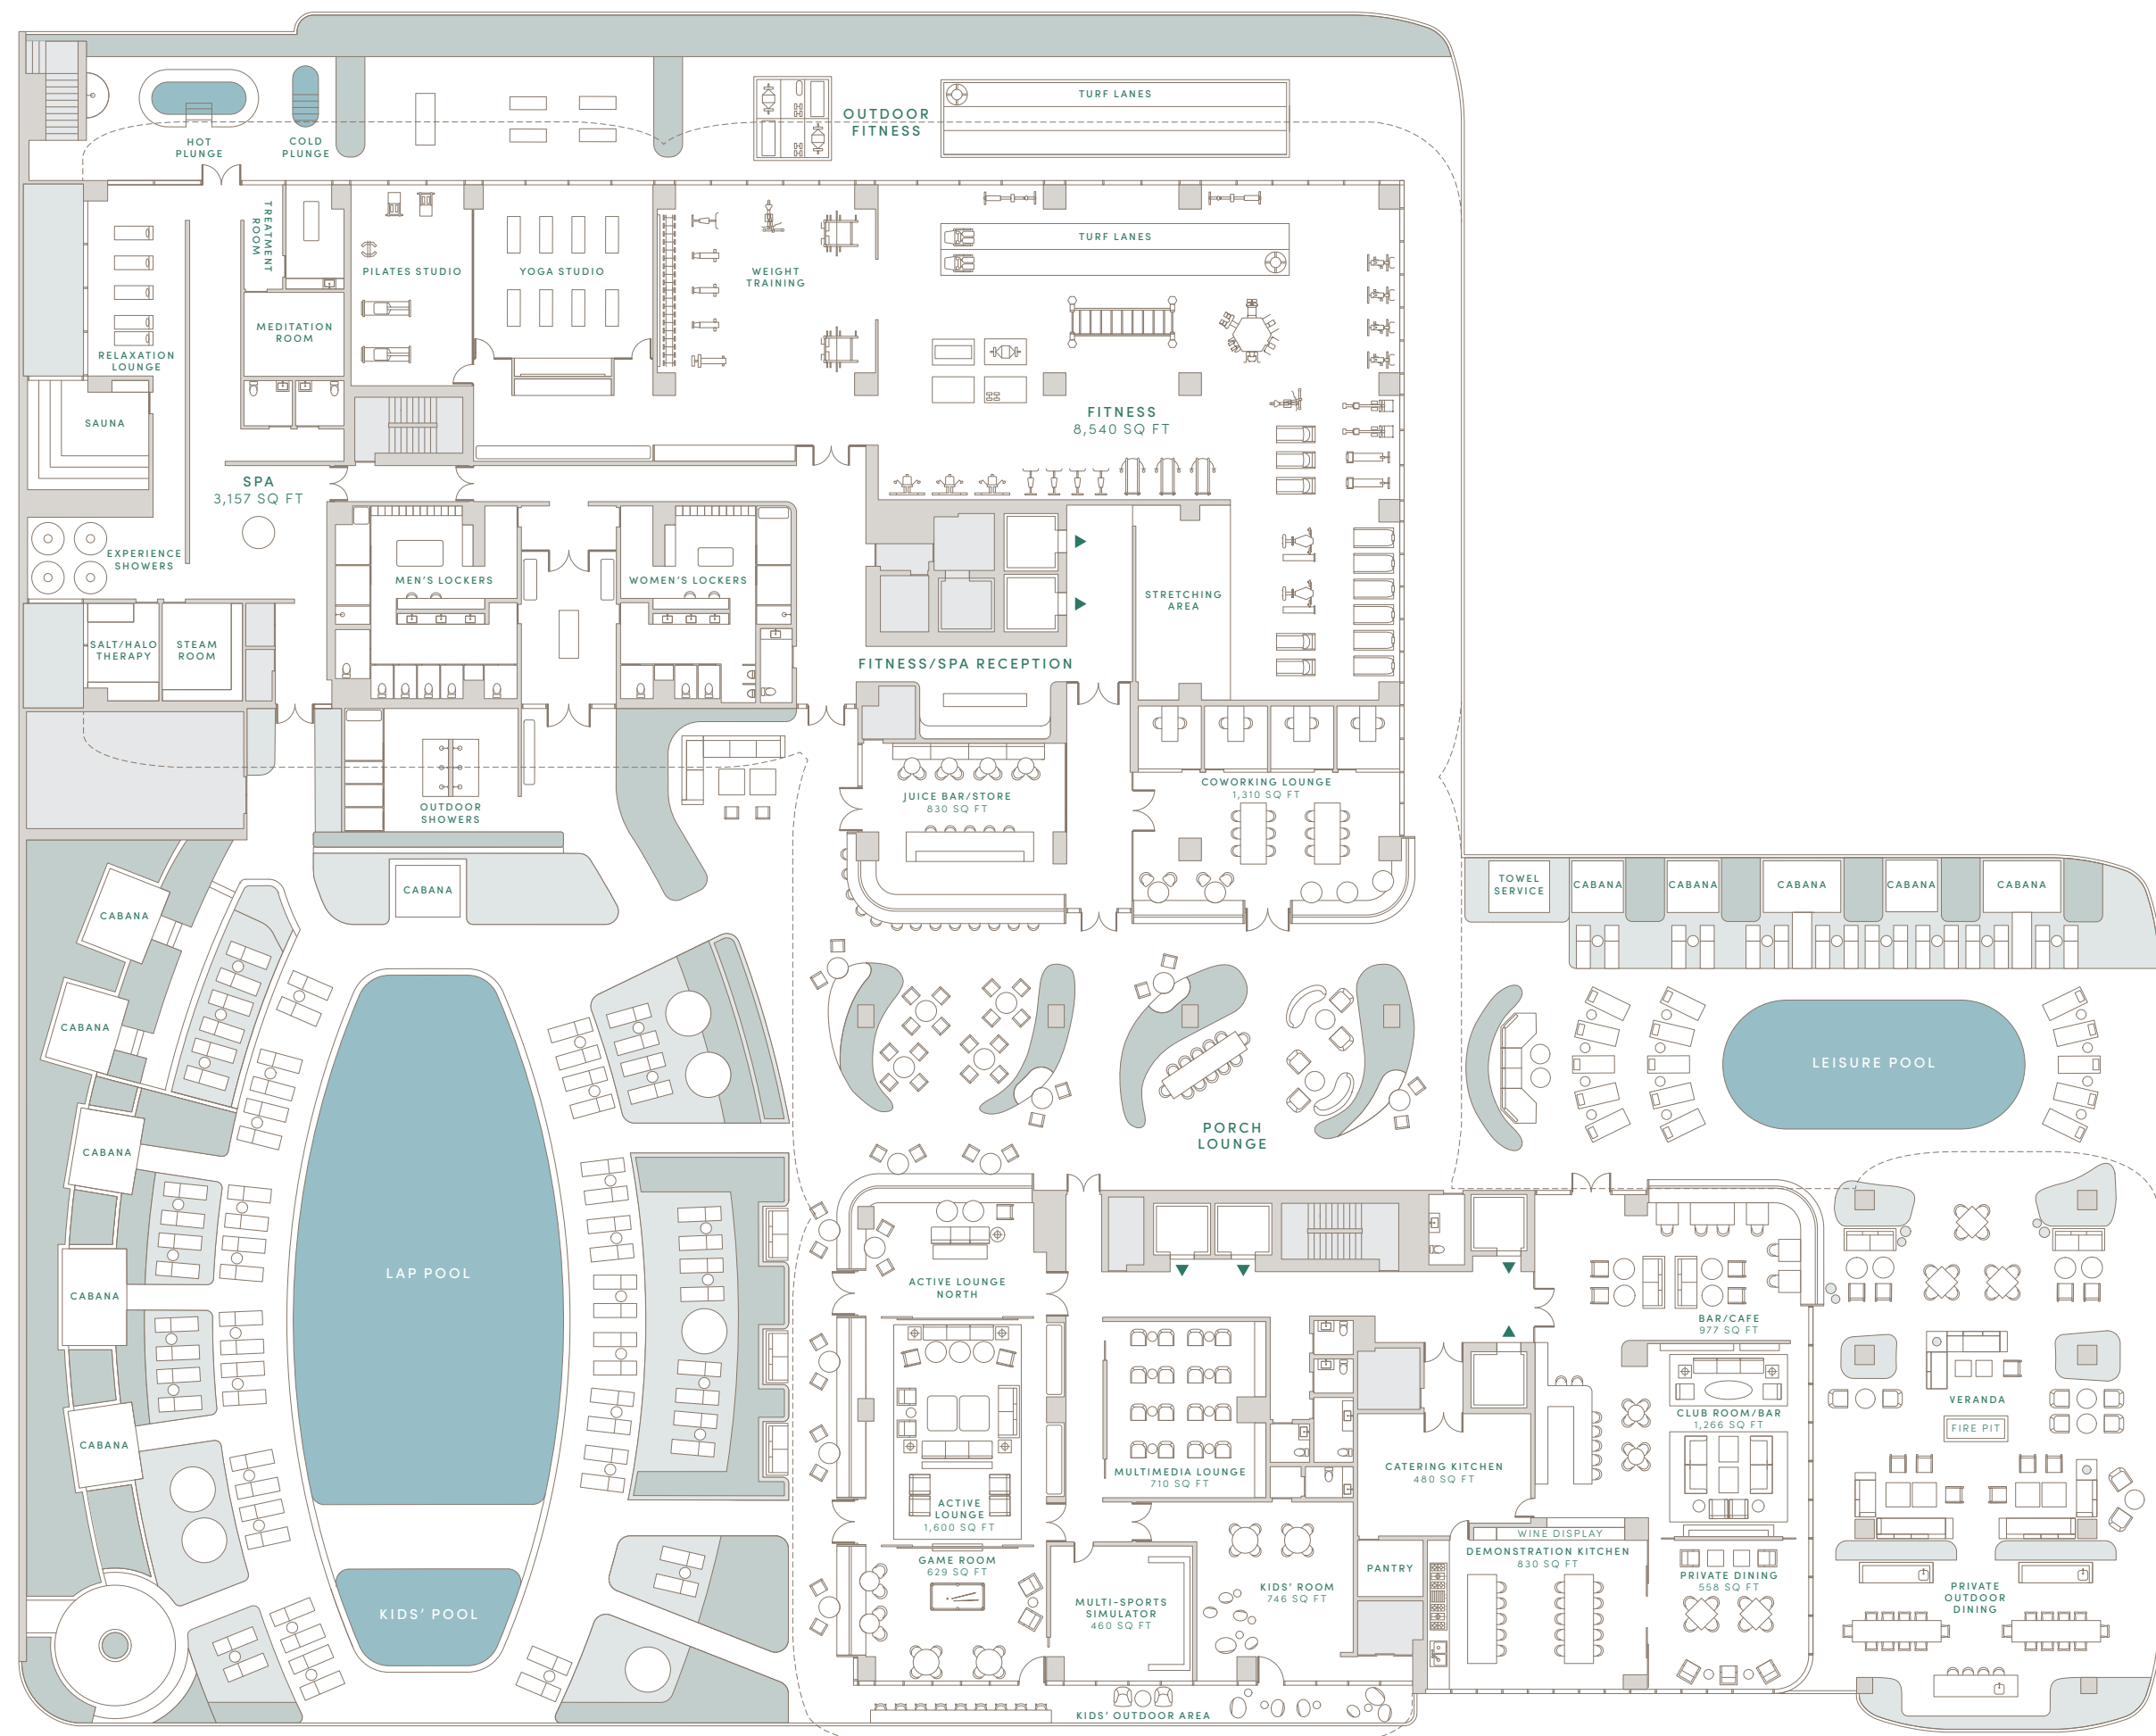 TURF LANES
OUTDOOR
FITNESS
HOT
PLUNGE
COLD
PLUNGE
TREATMENT
ROOM
TURF LANES
PILATES STUDIO
YOGA STUDIO
WEIGHT
TRAINING
MEDITATION
ROOM
RELAXATION
LOUNGE
SAUNA
FITNESS
8,540 SQ FT
SPA
3,157 SQ FT
EXPERIENCE
SHOWERS
MEN'S LOCKERS
WOMEN'S LOCKERS
STRETCHING
AREA
SALT/HALO
THERAPY
STEAM
ROOM
FITNESS/SPA RECEPTION
OUTDOOR
SHOWERS
JUICE BAR/STORE
830 SQ FT
COWORKING LOUNGE
1,310 SQ FT
CABANA
CABANA
TOWEL
SERVICE
CABANA
CABANA
CABANA
CABANA
CABANA
CABANA
LEISURE POOL
CABANA
PORCH
LOUNGE
LAP POOL
CABANA
ACTIVE LOUNGE
NORTH
BAR/CAFE
977 SQ FT
VERANDA
FIRE PIT
CLUB ROOM/BAR
1,266 SQ FT
CABANA
MULTIMEDIA LOUNGE
710 SQ FT
CATERING KITCHEN
480 SQ FT
ACTIVE
LOUNGE
1,600 SQ FT
WINE DISPLAY
DEMONSTRATION KITCHEN
830 SQ FT
GAME ROOM
629 SQ FT
PANTRY
PRIVATE DINING
558 SQ FT
KIDS' ROOM
746 SQ FT
PRIVATE
OUTDOOR
DINING
MULTI-SPORTS
SIMULATOR
460 SQ FT
KIDS' POOL
KIDS' OUTDOOR AREA